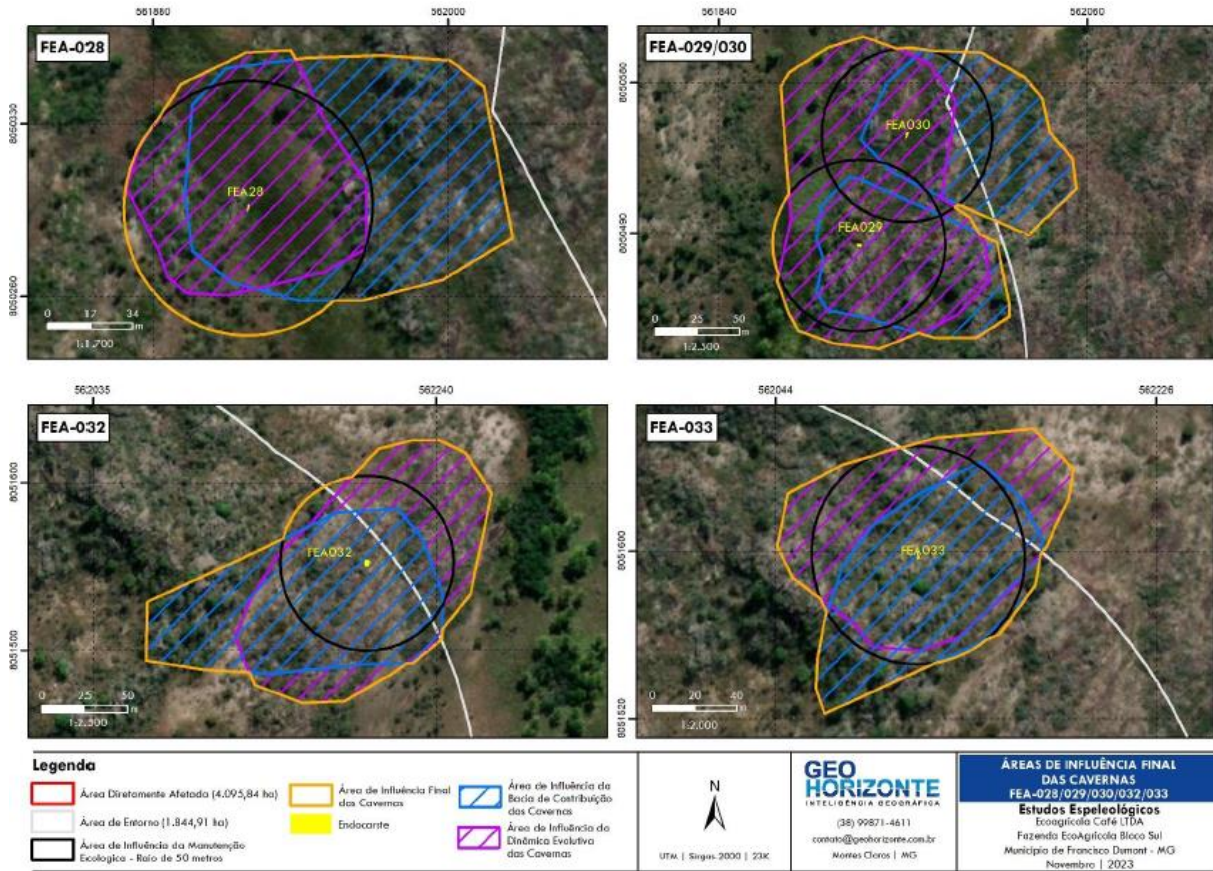 561880
562000
FEA-028
8050330
8050260
FEA28
0
17
34
m
1:1.700
561840
562060
FEA-029/030
8050580
8050490
FEA030
FEA029
0
25
50
m
1:2.500
562035
562240
FEA-032
8051600
8051500
FEA032
0
25
50
m
1:2.500
562044
562226
FEA-033
8051600
8051520
FEA033
0
20
40
m
1:2.000
Legenda
Área Diretamente Afetada (4.095,84 ha)
Área de Entorno (1.844,91 ha)
Área de Influência da Manutenção
Ecologica - Raio de 50 metros
Área de Influência Final
das Cavernas
Endocarste
Área de Influência da
Bacia de Contribuição
das Cavernas
Área de Influência da
Dinâmica Evolutiva
das Cavernas
N
UTM | Sirgas 2000 | 23K
GEO
HORIZONTE
INTELIGÊNCIA GEOGRÁFICA
(38) 99871-4611
contato@geohorizonte.com.br
Montes Claros | MG
ÁREAS DE INFLUÊNCIA FINAL
DAS CAVERNAS
FEA-028/029/030/032/033
Estudos Espeleológicos
Ecoagrícola Café LTDA
Fazenda EcoAgrícola Bloco Sul
Município de Francisco Dumont - MG
Novembro | 2023